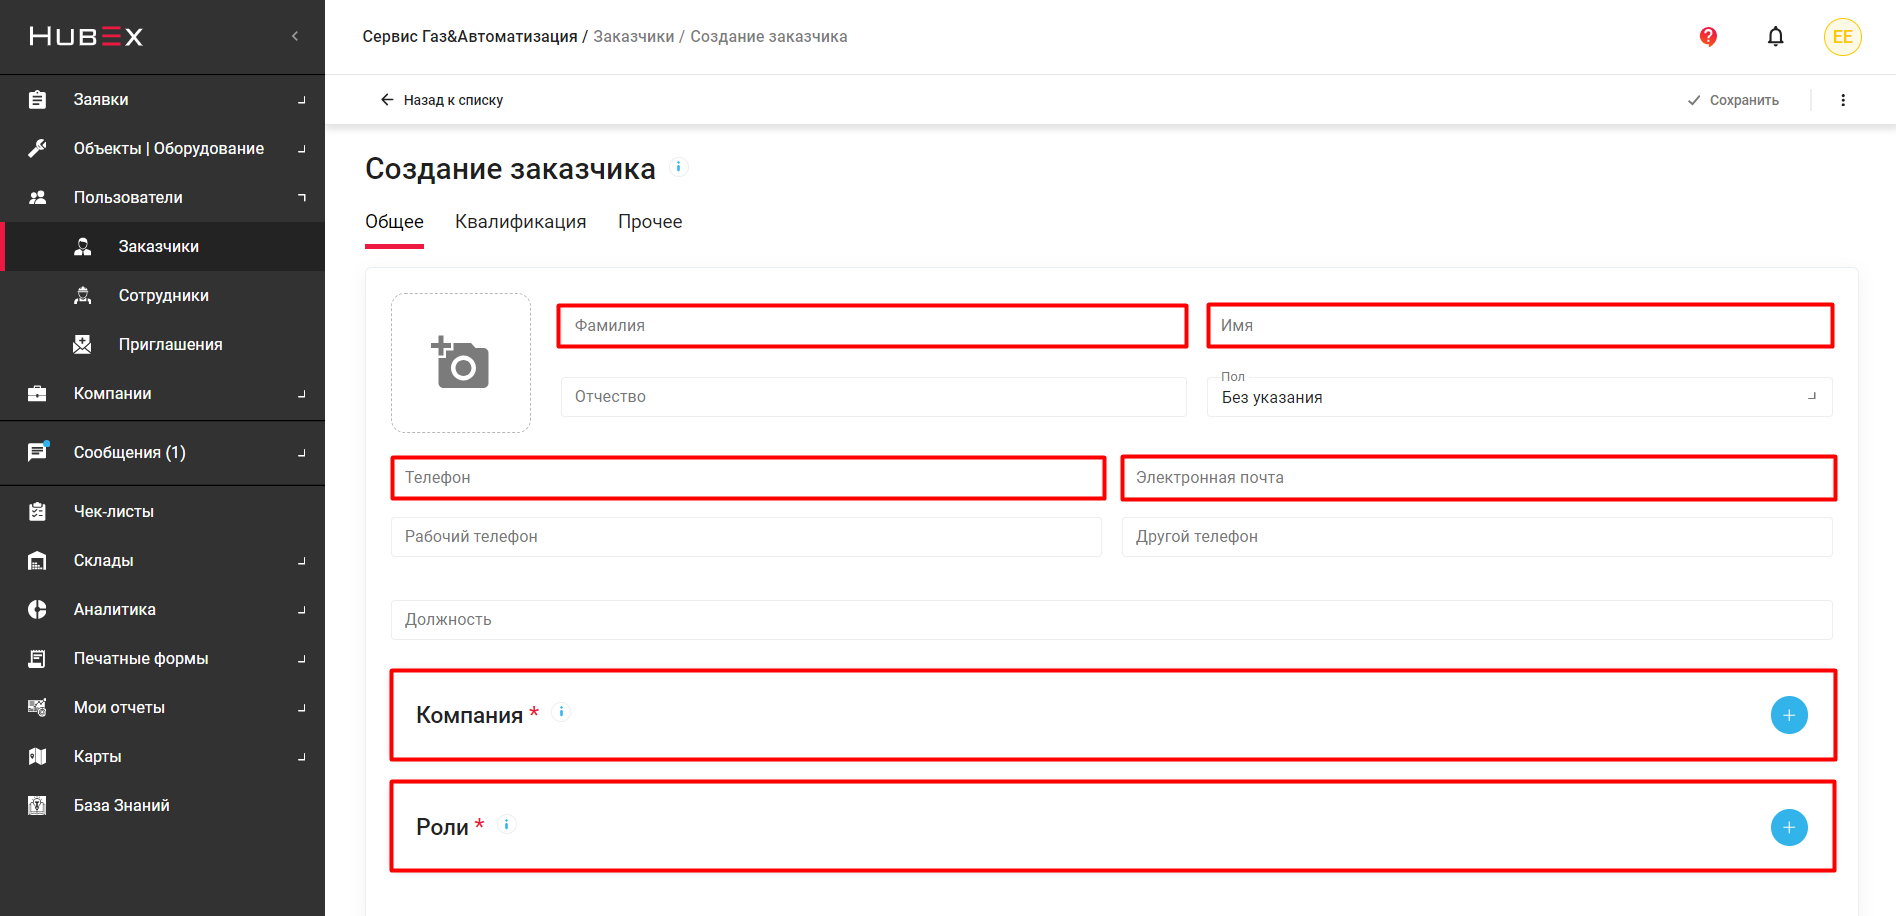 HUBEX
Сервис Газ&Автоматизация / Заказчики / Создание заказчика
?
EE
Назад к списку
Сохранить
Заявки
Объекты | Оборудование
Пользователи
Заказчики
Сотрудники
Приглашения
Компании
Сообщения (1)
Чек-листы
Склады
Аналитика
Печатные формы
Мои отчеты
Карты
База Знаний
Создание заказчика i
Общее Квалификация Прочее
Фамилия
Имя
Отчество
Пол
Без указания
Телефон
Электронная почта
Рабочий телефон
Другой телефон
Должность
Компания * i
Роли * i